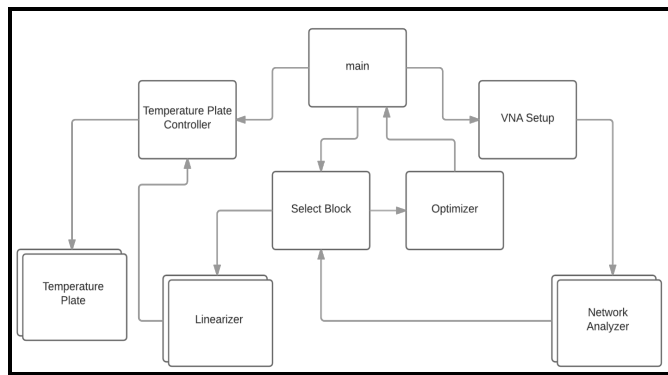 main
Temperature Plate
Controller
VNA Setup
Select Block
Optimizer
Temperature
Plate
Linearizer
Network
Analyzer